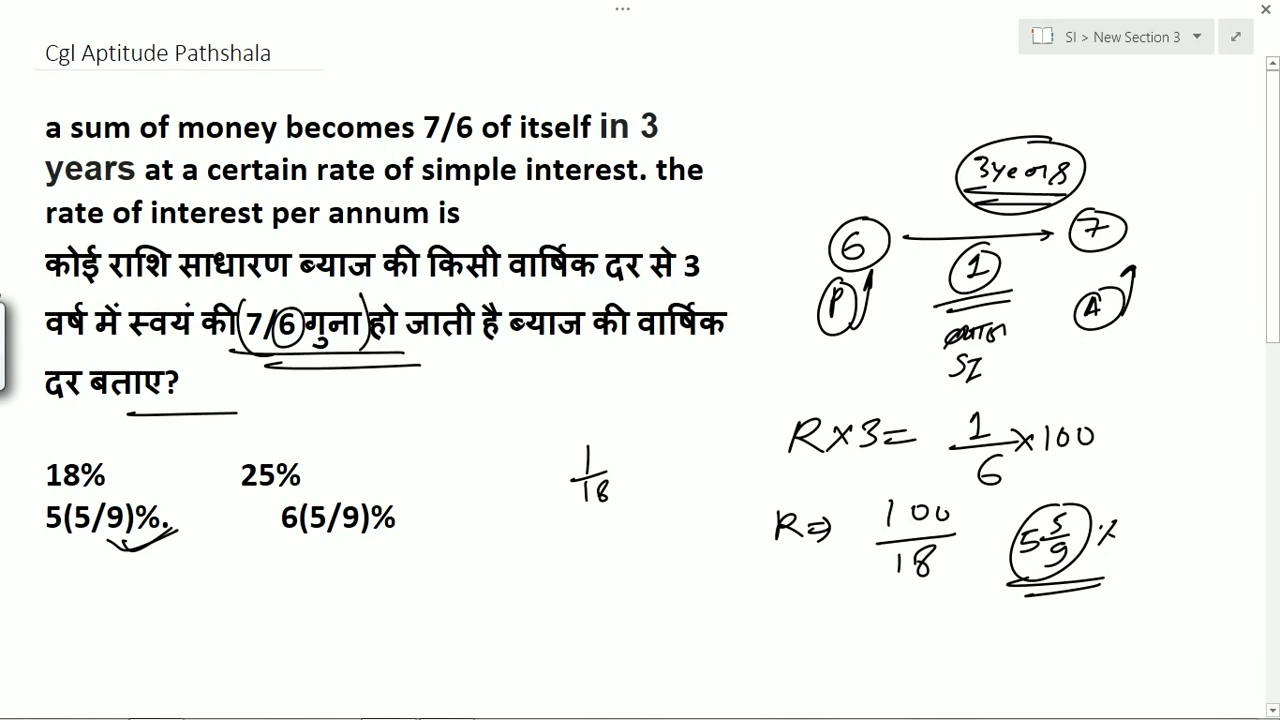 Cgl Aptitude Pathshala
SI > New Section 3
a sum of money becomes 7/6 of itself in 3
years at a certain rate of simple interest. the
rate of interest per annum is
कोई राशि साधारण ब्याज की किसी वार्षिक दर से 3
वर्ष में स्वयं की 7/6 गुना हो जाती है ब्याज की वार्षिक
दर बताए?
18% 25%
5(5/9)%. 6(5/9)%
1/18
3 years
6 7
1
P A
SI
R×3= 1/6 ×100
R⇒ 100/18 5 5/9 %